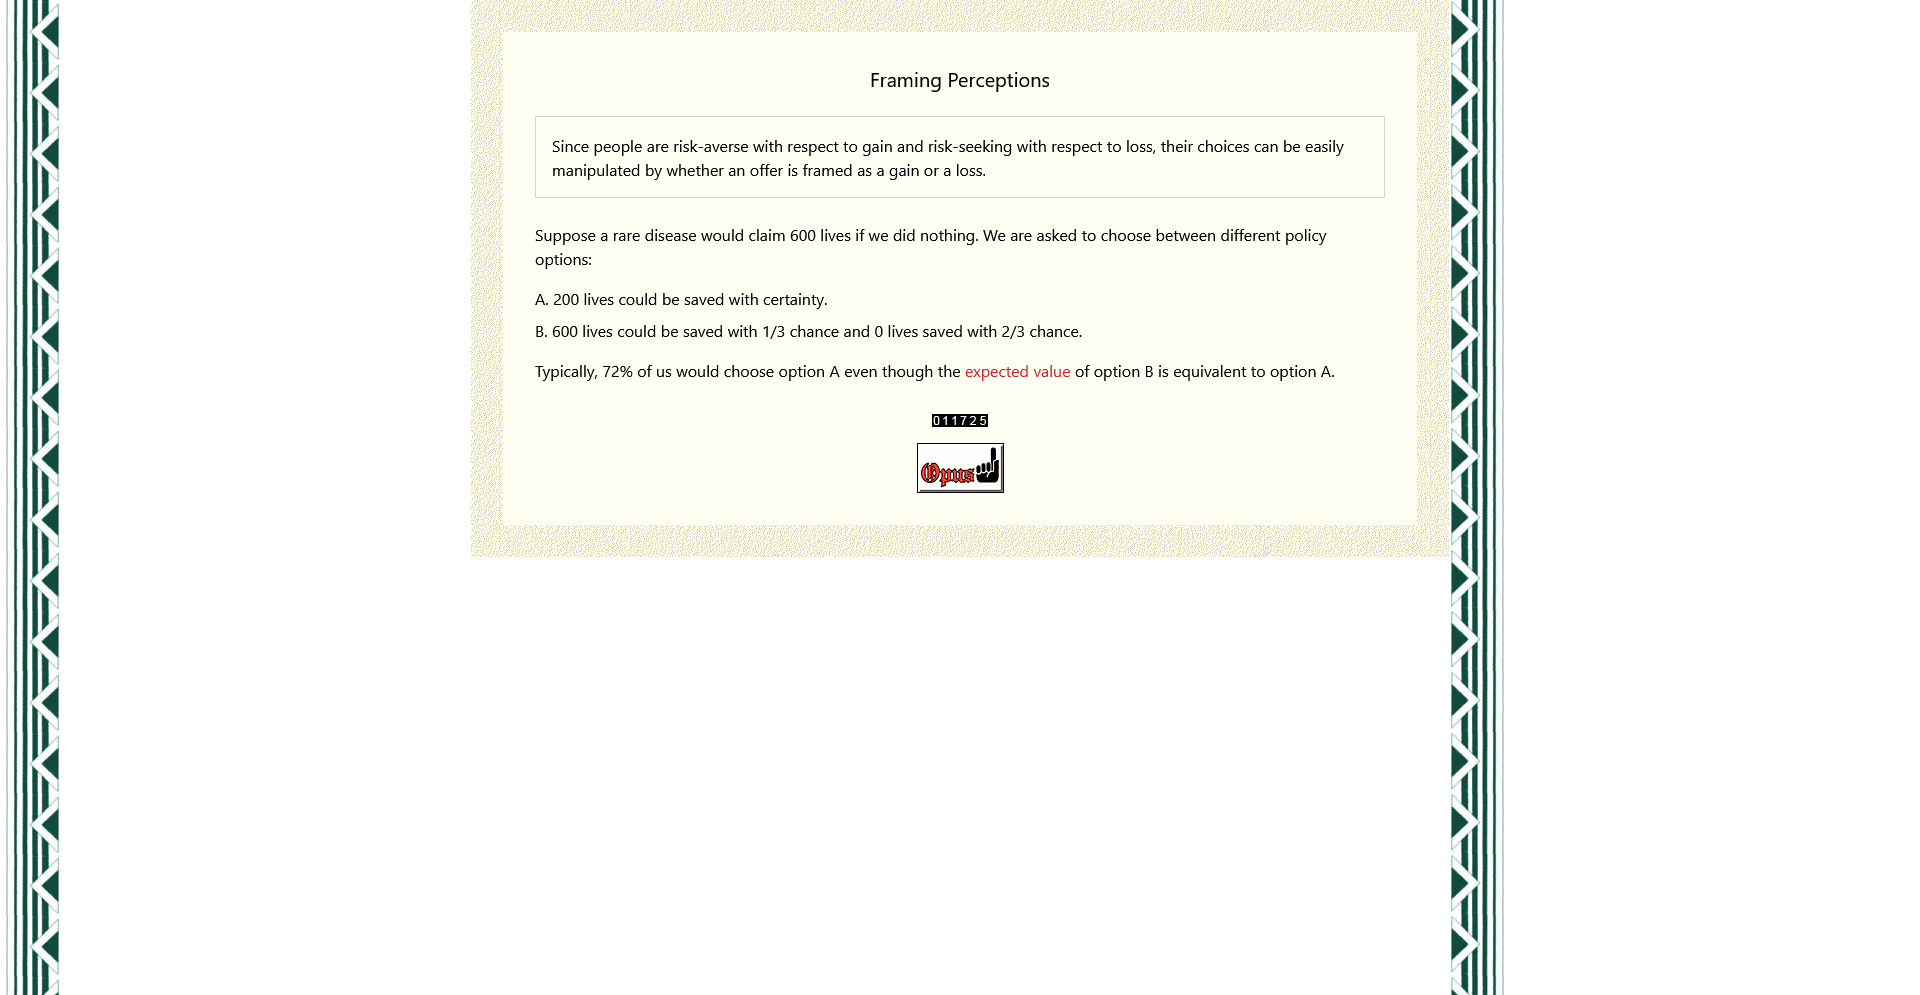 Framing Perceptions
Since people are risk-averse with respect to gain and risk-seeking with respect to loss, their choices can be easily
manipulated by whether an offer is framed as a gain or a loss.
Suppose a rare disease would claim 600 lives if we did nothing. We are asked to choose between different policy
options:
A. 200 lives could be saved with certainty.
B. 600 lives could be saved with 1/3 chance and 0 lives saved with 2/3 chance.
Typically, 72% of us would choose option A even though the expected value of option B is equivalent to option A.
011725
Opus